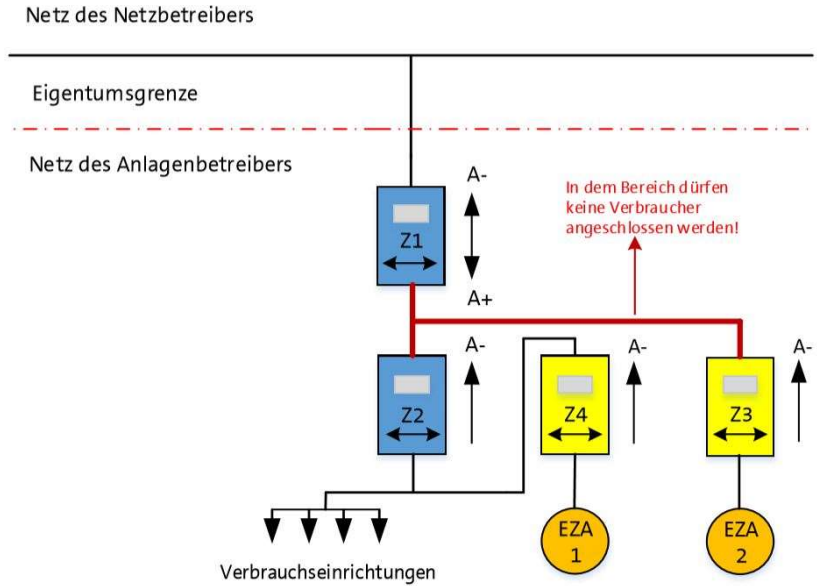 Netz des Netzbetreibers
Eigentumsgrenze
Netz des Anlagenbetreibers
A-
In dem Bereich dürfen
keine Verbraucher
angeschlossen werden!
Z1
A+
A-
A-
A-
Z2
Z4
Z3
EZA
1
EZA
2
Verbrauchseinrichtungen